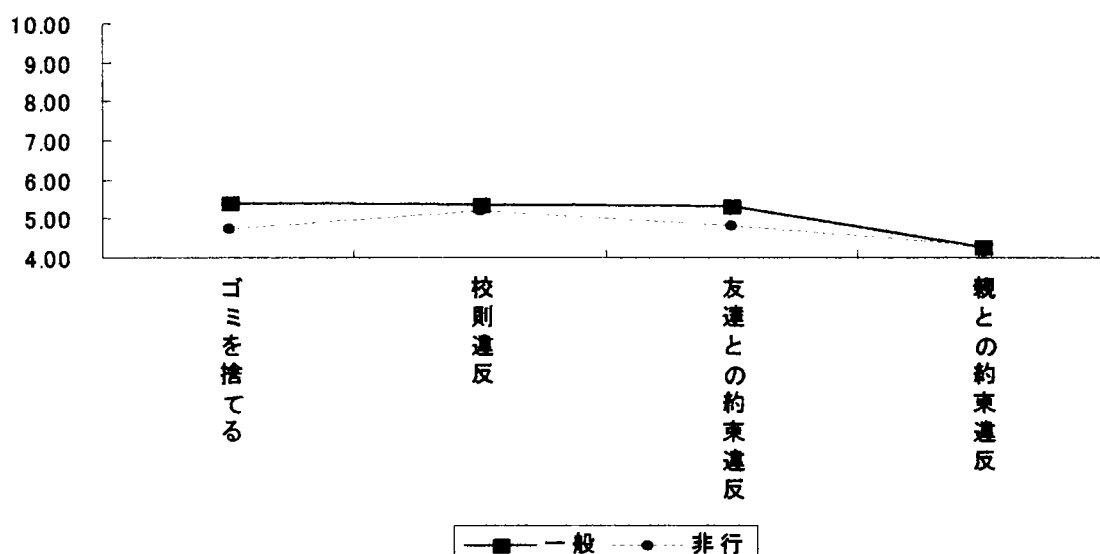 10.00
9.00
8.00
7.00
6.00
5.00
4.00
ゴミを捨てる
校則違反
友達との約束違反
親との約束違反
一般 非行